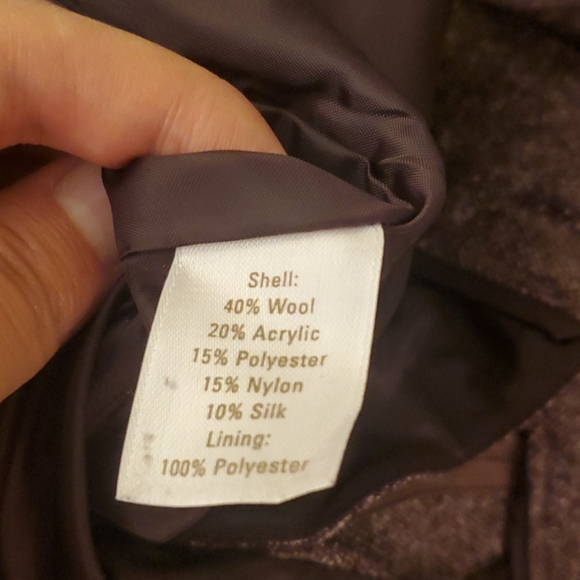 Shell:
40% Wool
20% Acrylic
15% Polyester
15% Nylon
10% Silk
Lining:
100% Polyester